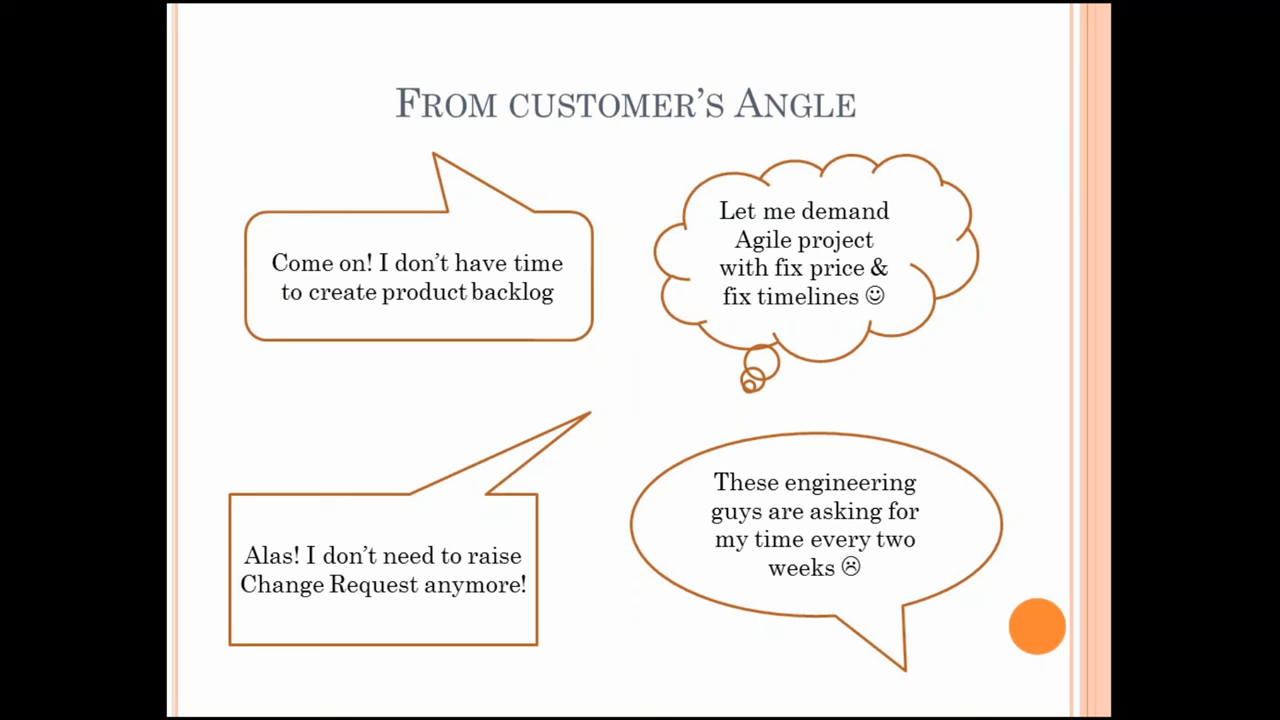 FROM CUSTOMER'S ANGLE
Come on! I don't have time
to create product backlog
Let me demand
Agile project
with fix price &
fix timelines ☺
Alas! I don't need to raise
Change Request anymore!
These engineering
guys are asking for
my time every two
weeks ☹